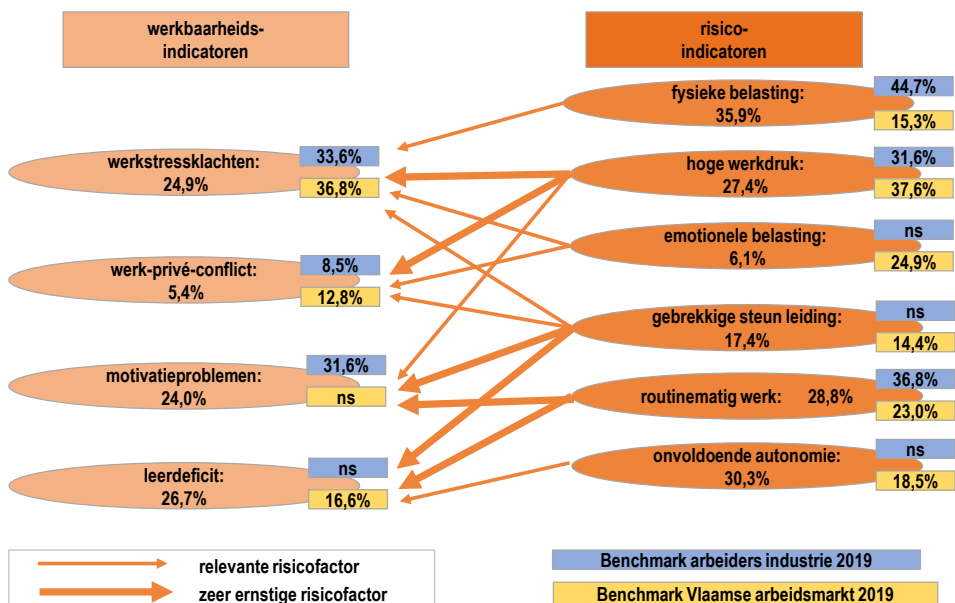 werkbaarheids-
indicatoren
risico-
indicatoren
werkstressklachten:
24,9%
33,6%
36,8%
werk-privé-conflict:
5,4%
8,5%
12,8%
motivatieproblemen:
24,0%
31,6%
ns
leerdeficit:
26,7%
ns
16,6%
fysieke belasting:
35,9%
44,7%
15,3%
hoge werkdruk:
27,4%
31,6%
37,6%
emotionele belasting:
6,1%
ns
24,9%
gebrekkige steun leiding:
17,4%
ns
14,4%
routinematig werk: 28,8%
36,8%
23,0%
onvoldoende autonomie:
30,3%
ns
18,5%
relevante risicofactor
zeer ernstige risicofactor
Benchmark arbeiders industrie 2019
Benchmark Vlaamse arbeidsmarkt 2019